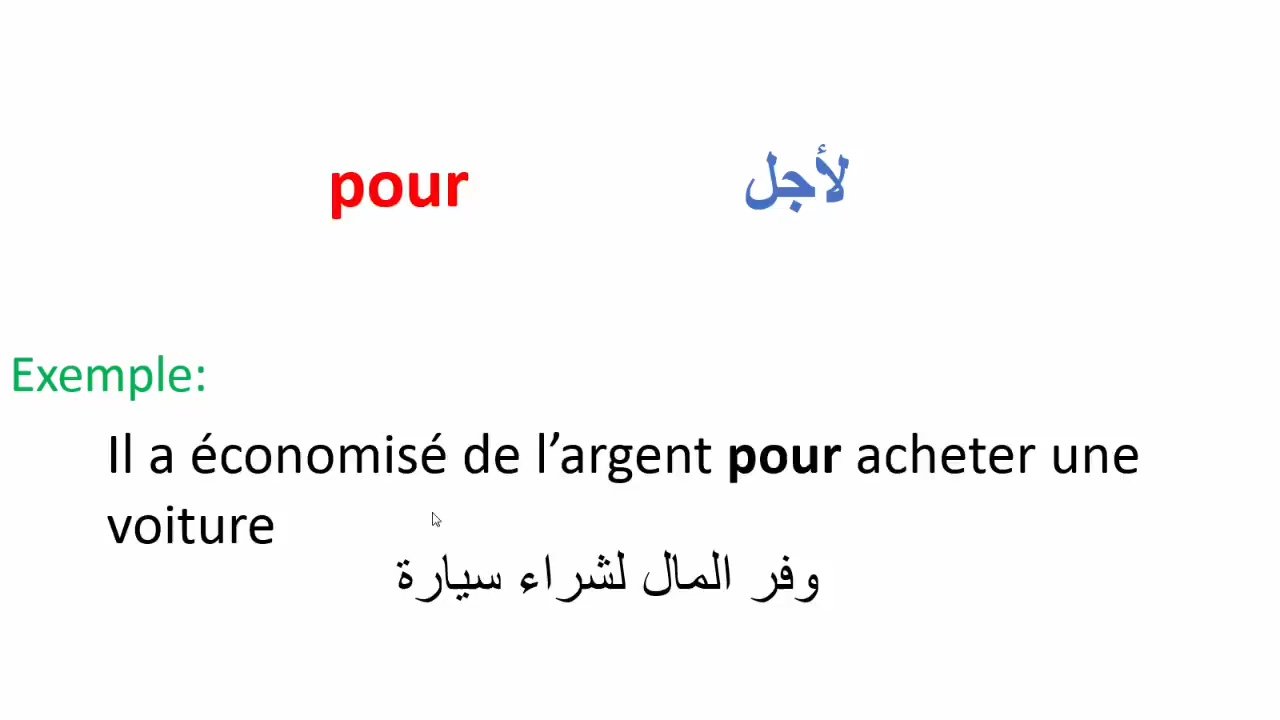 pour
لأجل
Exemple:
Il a économisé de l’argent pour acheter une
voiture
وفر المال لشراء سيارة